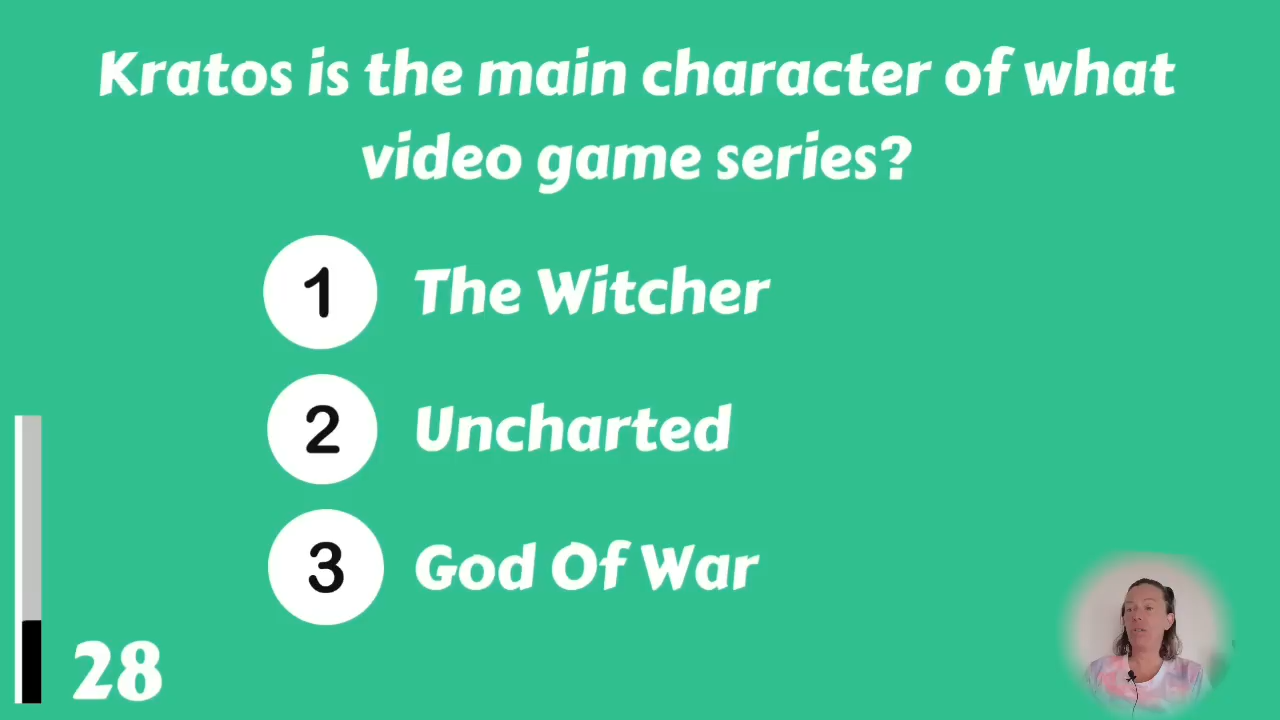 Kratos is the main character of what
video game series?
1 The Witcher
2 Uncharted
3 God Of War
28